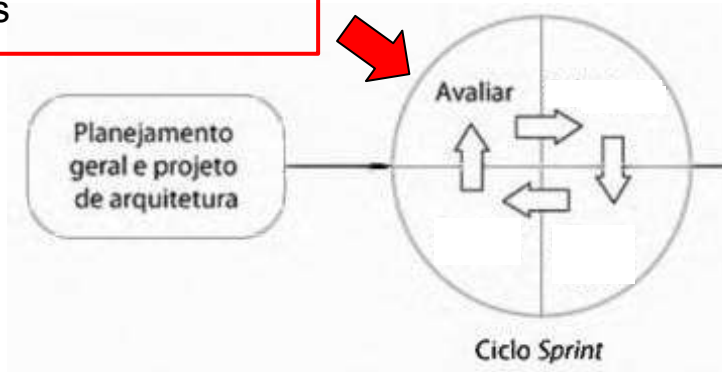 s
Avaliar
Planejamento
geral e projeto
de arquitetura
Ciclo Sprint